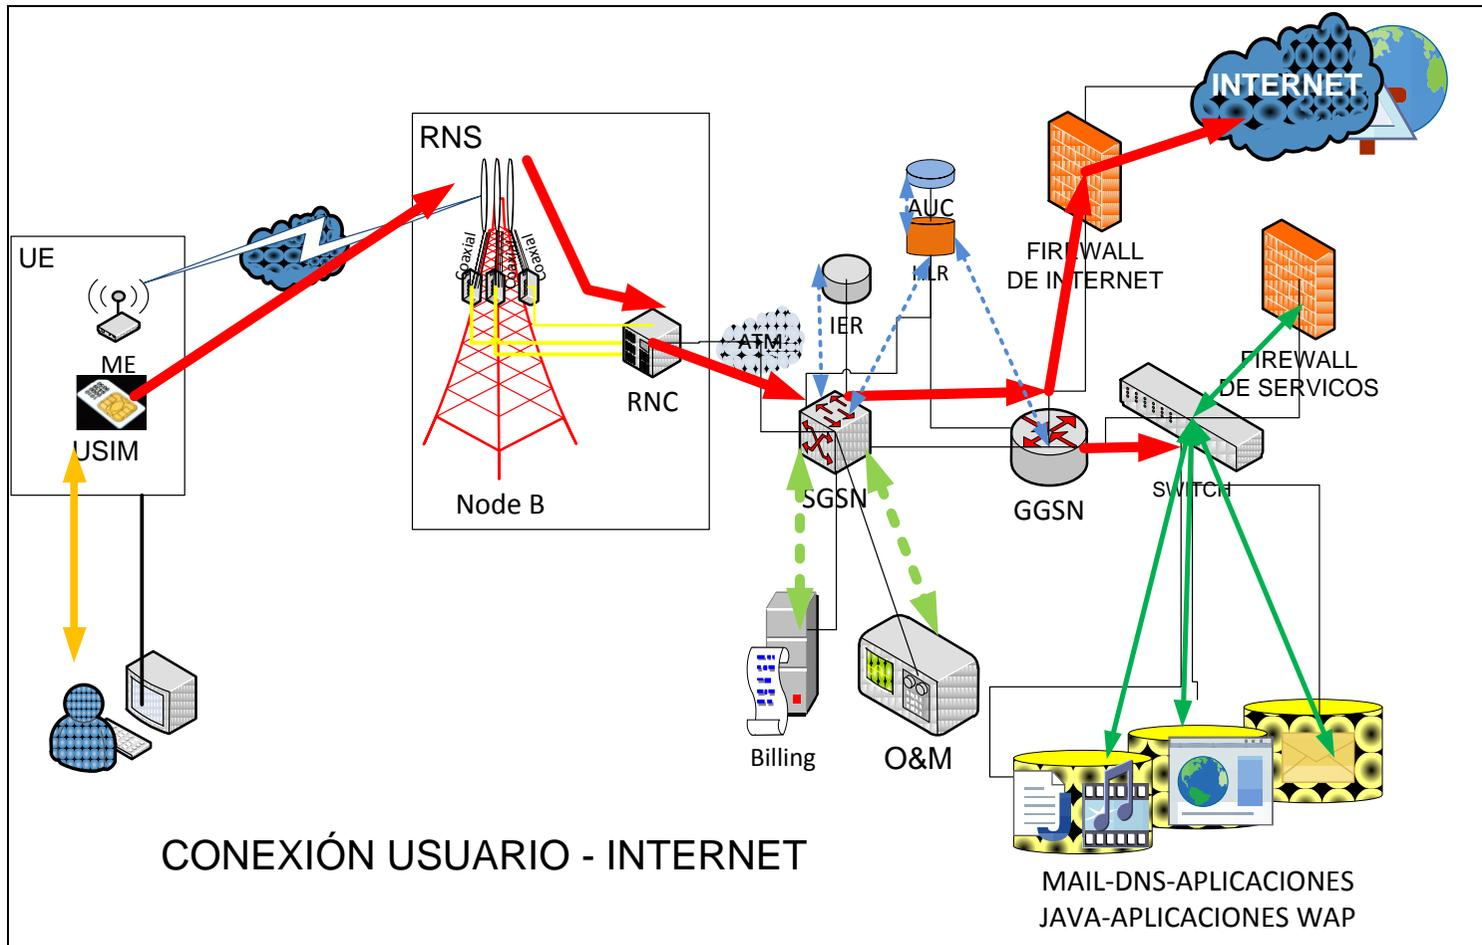 INTERNET
RNS
AUC
FIREWALL
DE INTERNET
UE
Coaxial
Coaxial
Coaxial
HLR
IER
ATM
ME
RNC
FIREWALL
DE SERVICOS
USIM
Node B
SGSN
GGSN
SWITCH
Billing
O&M
CONEXIÓN USUARIO - INTERNET
MAIL-DNS-APLICACIONES
JAVA-APLICACIONES WAP